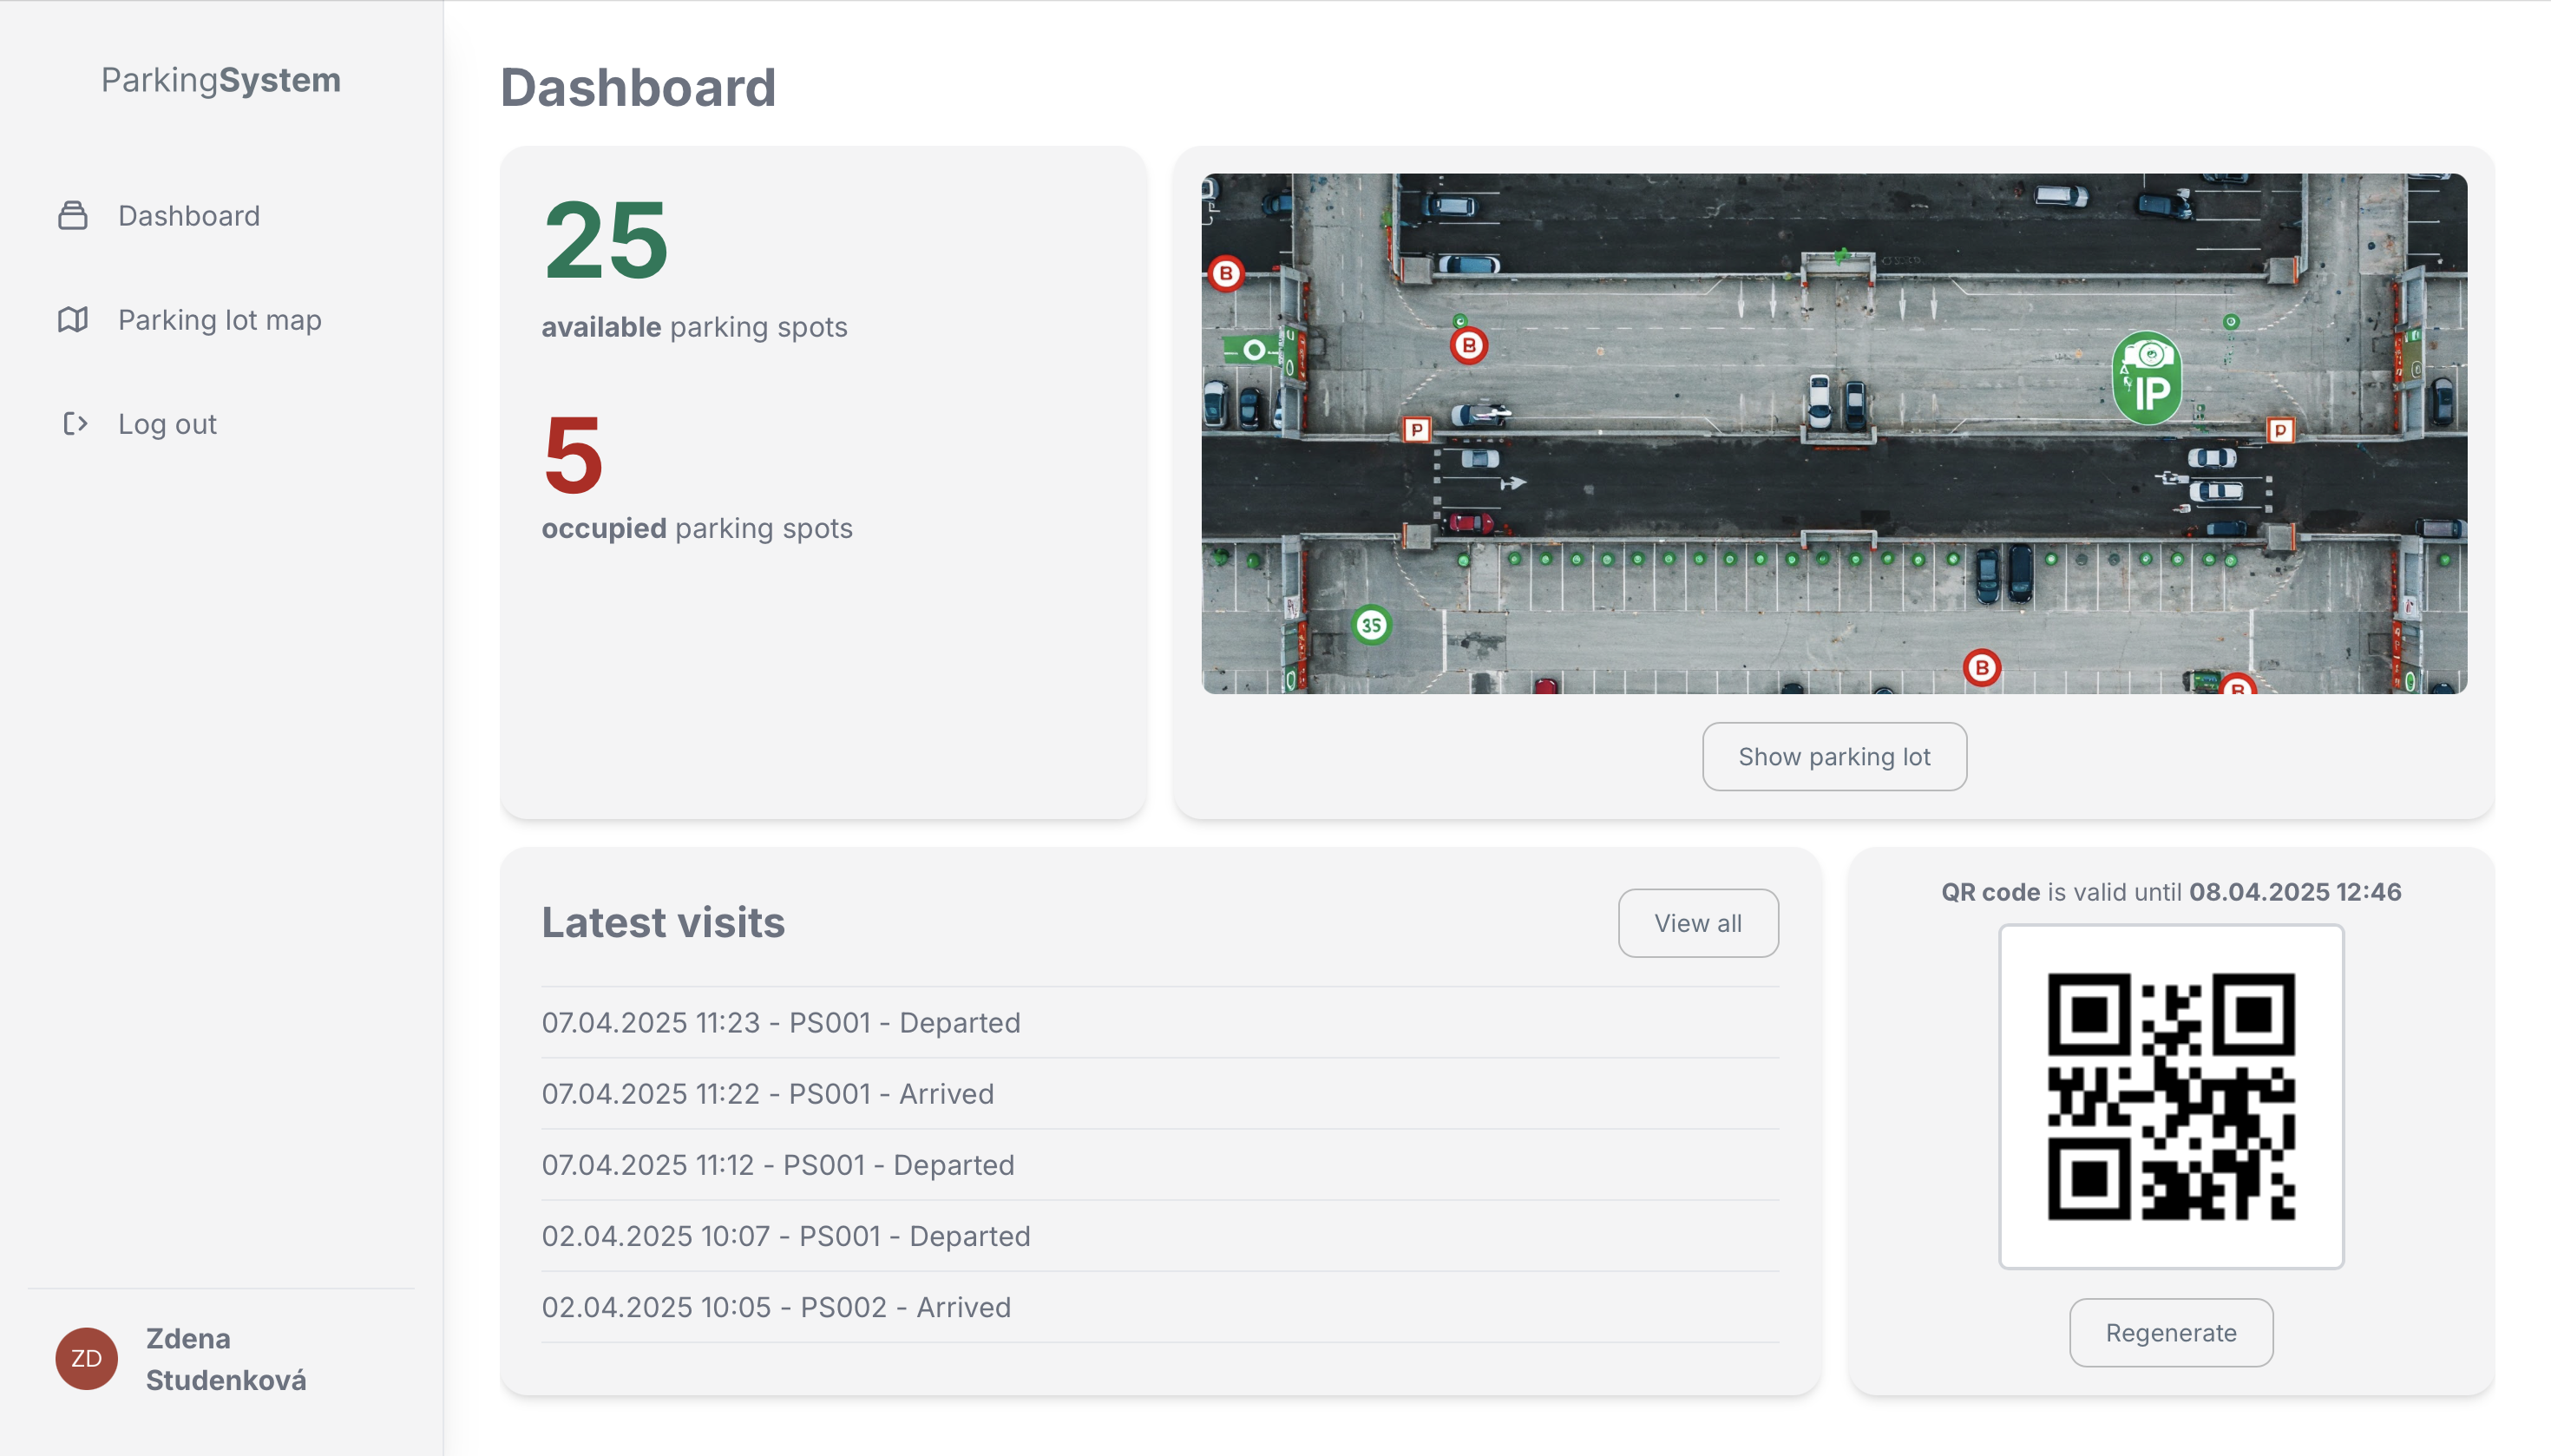 ParkingSystem
Dashboard
Parking lot map
Log out
Zdena
Studenková
ZD
Dashboard
25
available parking spots
5
occupied parking spots
B
B
IP
P
P
35
B
B
Show parking lot
Latest visits
View all
07.04.2025 11:23 - PS001 - Departed
07.04.2025 11:22 - PS001 - Arrived
07.04.2025 11:12 - PS001 - Departed
02.04.2025 10:07 - PS001 - Departed
02.04.2025 10:05 - PS002 - Arrived
QR code is valid until 08.04.2025 12:46
Regenerate